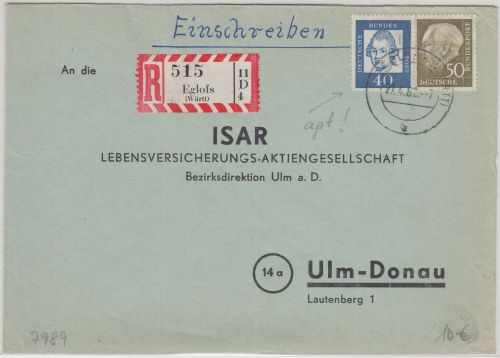 Einschreiben
An die
R
515
Eglofs
(Württ)
11
D
4
DEUTSCHE
BUNDES
POST
40
50
DEUTSCHE
BUNDESPOST
a
apt!
ISAR
LEBENSVERSICHERUNGS-AKTIENGESELLSCHAFT
Bezirksdirektion Ulm a. D.
14a
Ulm-Donau
Lautenberg 1
7989
10 €